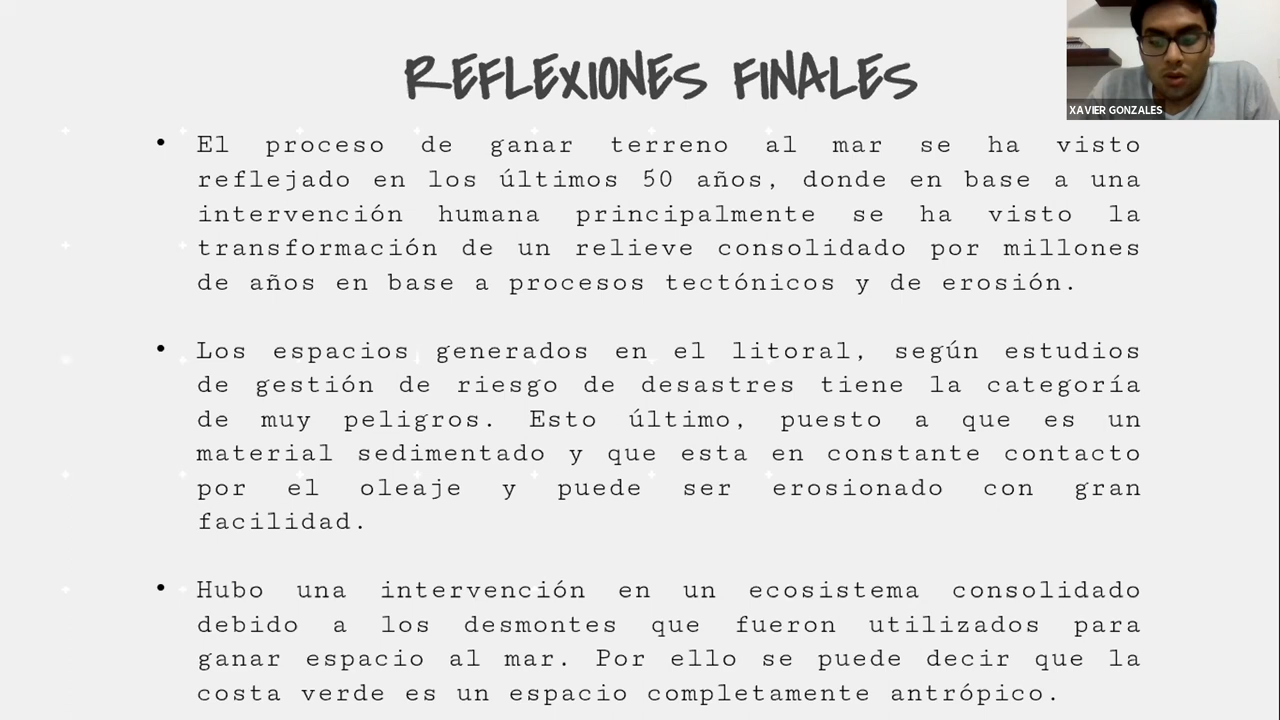 REFLEXIONES FINALES
XAVIER GONZALES
• El proceso de ganar terreno al mar se ha visto
reflejado en los últimos 50 años, donde en base a una
intervención humana principalmente se ha visto la
transformación de un relieve consolidado por millones
de años en base a procesos tectónicos y de erosión.
• Los espacios generados en el litoral, según estudios
de gestión de riesgo de desastres tiene la categoría
de muy peligros. Esto último, puesto a que es un
material sedimentado y que esta en constante contacto
por el oleaje y puede ser erosionado con gran
facilidad.
• Hubo una intervención en un ecosistema consolidado
debido a los desmontes que fueron utilizados para
ganar espacio al mar. Por ello se puede decir que la
costa verde es un espacio completamente antrópico.